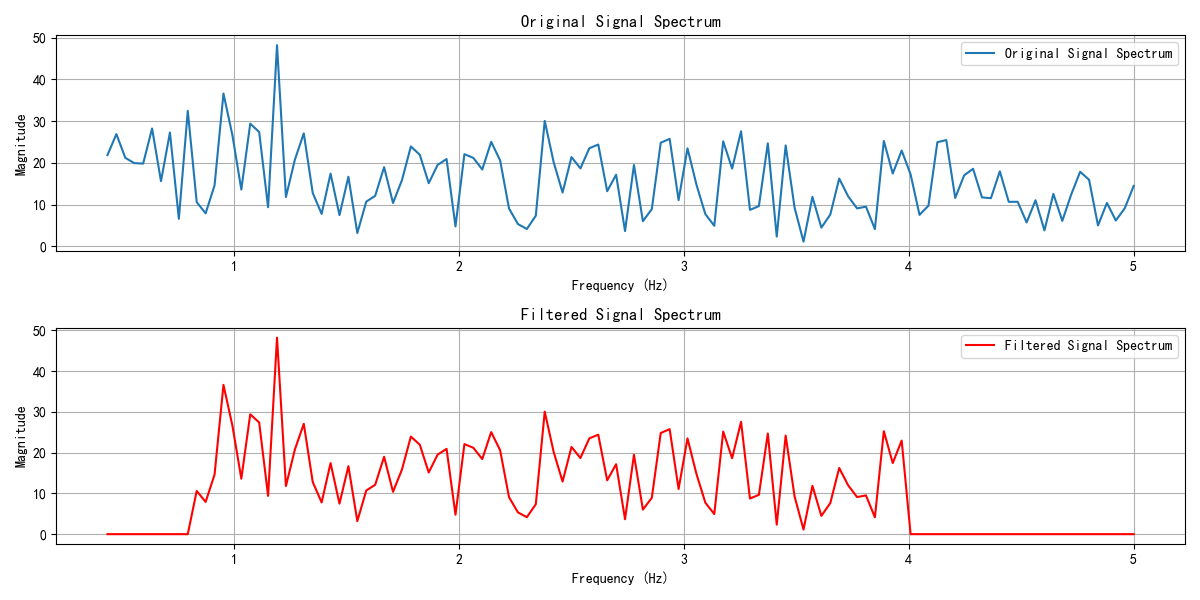 Original Signal Spectrum
50
40
30
20
10
0
Magnitude
Original Signal Spectrum
1
2
3
4
5
Frequency (Hz)
Filtered Signal Spectrum
50
40
30
20
10
0
Magnitude
Filtered Signal Spectrum
1
2
3
4
5
Frequency (Hz)